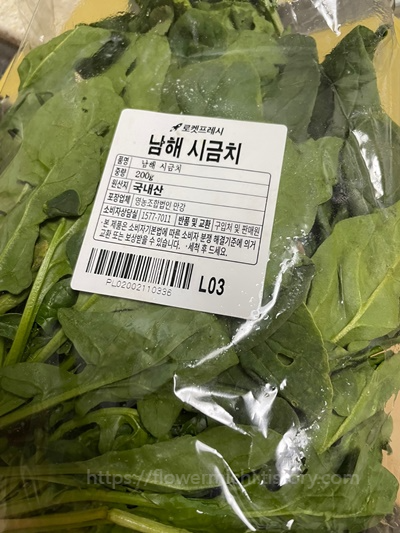 로켓프레시
남해 시금치
품명 남해 시금치
중량 200g
원산지 국내산
포장업체 영농조합법인 만강
소비자상담실 1577-7011 반품 및 교환 구입처 및 판매원
· 본 제품은 소비자기본법에 따른 소비자 분쟁 해결기준에 의거
교환 또는 보상받을 수 있습니다. ·세척 후 드세요.
PL02002110336 L03